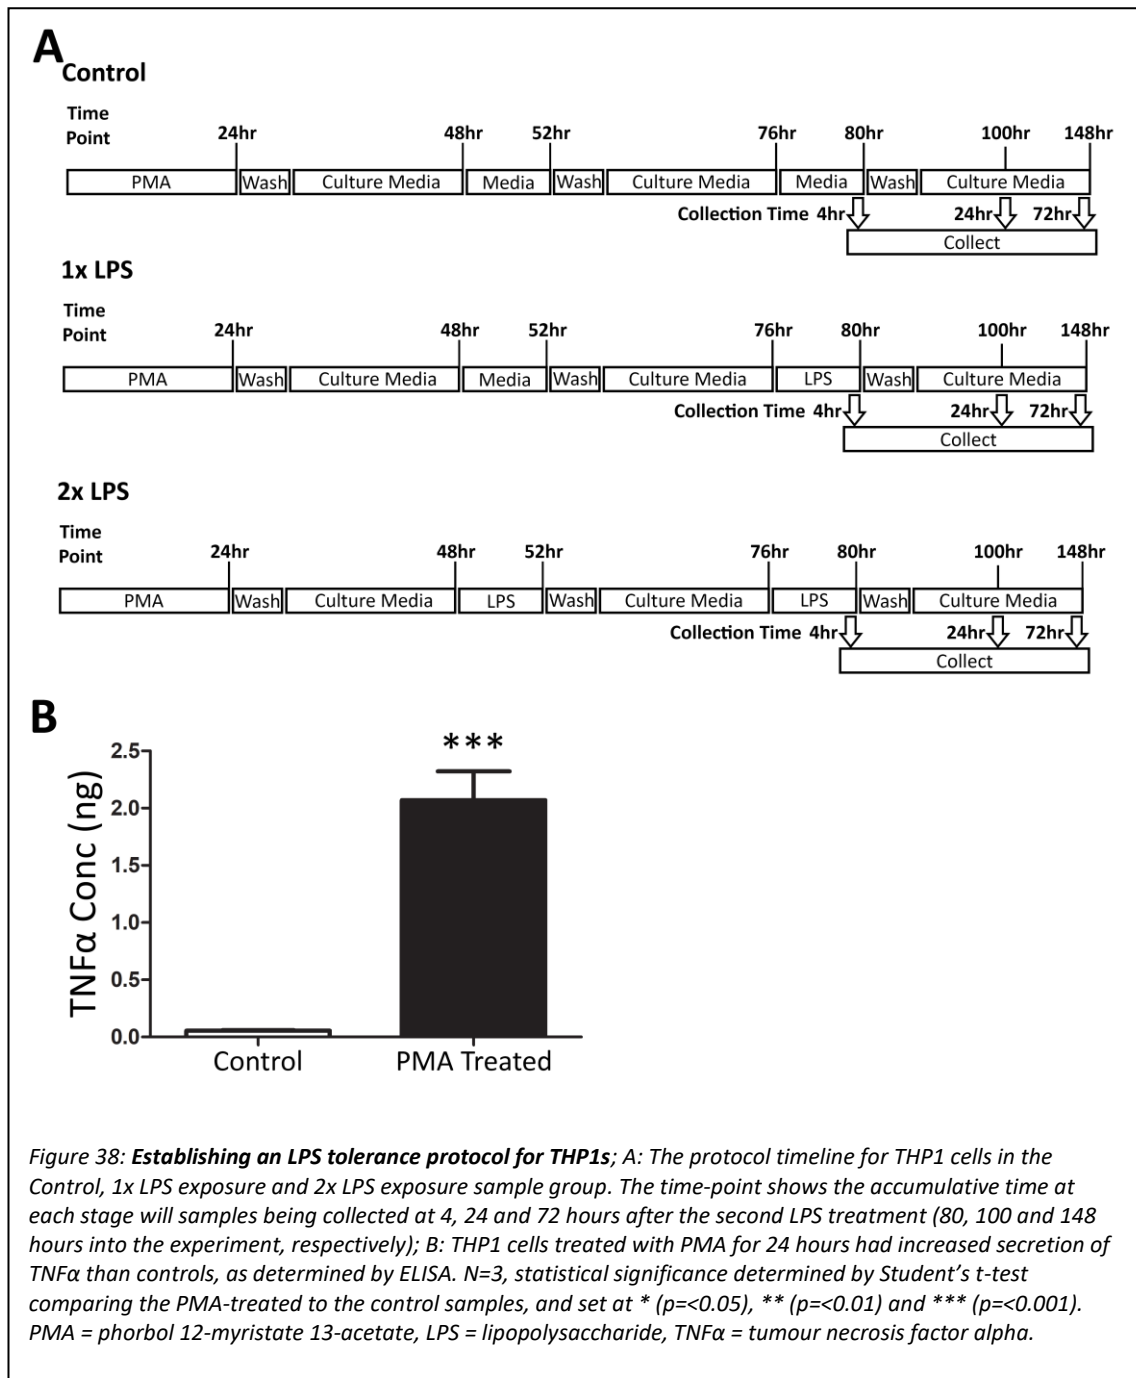 A
Control
Time
Point
24hr 48hr 52hr 76hr 80hr 100hr 148hr
PMA Wash Culture Media Media Wash Culture Media Media Wash Culture Media
Collection Time 4hr 24hr 72hr
Collect
1x LPS
Time
Point
24hr 48hr 52hr 76hr 80hr 100hr 148hr
PMA Wash Culture Media Media Wash Culture Media LPS Wash Culture Media
Collection Time 4hr 24hr 72hr
Collect
2x LPS
Time
Point
24hr 48hr 52hr 76hr 80hr 100hr 148hr
PMA Wash Culture Media LPS Wash Culture Media LPS Wash Culture Media
Collection Time 4hr 24hr 72hr
Collect
B
TNFα Conc (ng)
2.5
2.0
1.5
1.0
0.5
0.0
***
Control PMA Treated
Figure 38: Establishing an LPS tolerance protocol for THP1s; A: The protocol timeline for THP1 cells in the
Control, 1x LPS exposure and 2x LPS exposure sample group. The time-point shows the accumulative time at
each stage will samples being collected at 4, 24 and 72 hours after the second LPS treatment (80, 100 and 148
hours into the experiment, respectively); B: THP1 cells treated with PMA for 24 hours had increased secretion of
TNFα than controls, as determined by ELISA. N=3, statistical significance determined by Student’s t-test
comparing the PMA-treated to the control samples, and set at * (p=<0.05), ** (p=<0.01) and *** (p=<0.001).
PMA = phorbol 12-myristate 13-acetate, LPS = lipopolysaccharide, TNFα = tumour necrosis factor alpha.